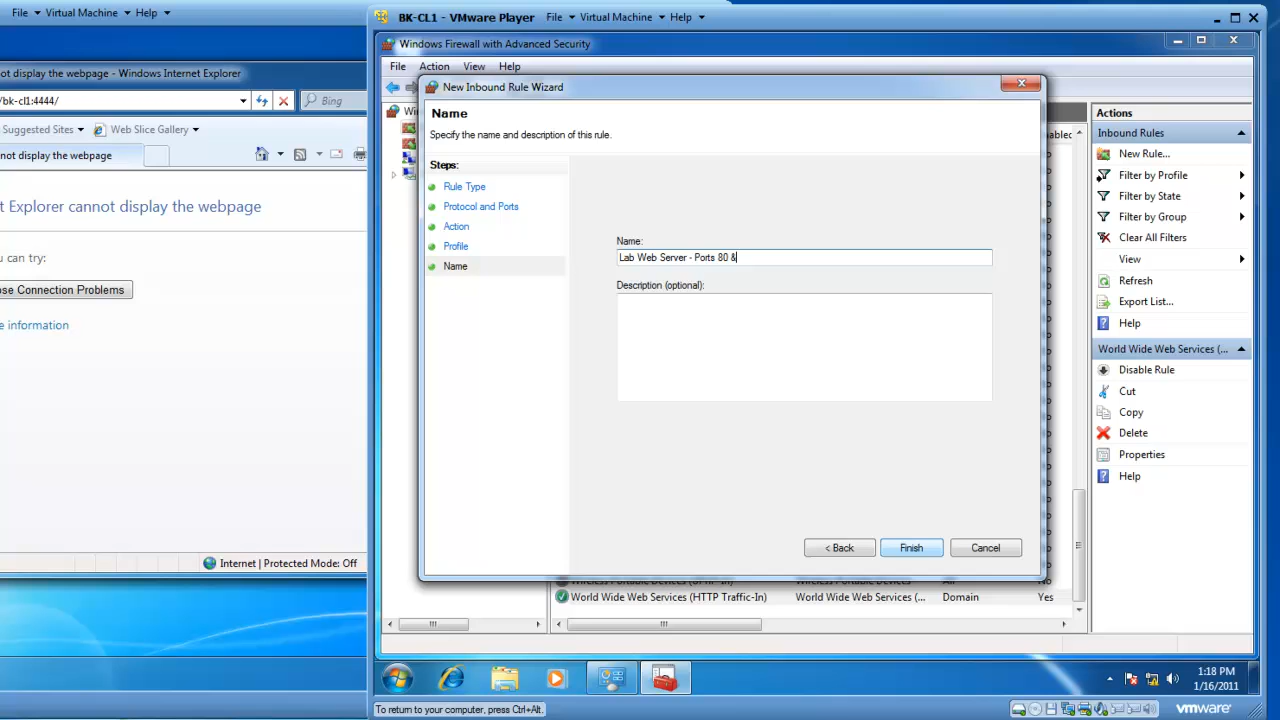 File Virtual Machine Help
ot display the webpage - Windows Internet Explorer
/bk-cl1:4444/
Bing
Suggested Sites Web Slice Gallery
not display the webpage
t Explorer cannot display the webpage
u can try:
ose Connection Problems
e information
Internet | Protected Mode: Off
BK-CL1 - VMware Player File Virtual Machine Help
Windows Firewall with Advanced Security
File Action View Help
New Inbound Rule Wizard
Name
Specify the name and description of this rule.
Steps:
Rule Type
Protocol and Ports
Action
Profile
Name
Name:
Lab Web Server - Ports 80 &
Description (optional):
< Back Finish Cancel
World Wide Web Services (HTTP Traffic-In) World Wide Web Services (... Domain Yes
Actions
Inbound Rules
New Rule...
Filter by Profile
Filter by State
Filter by Group
Clear All Filters
View
Refresh
Export List...
Help
World Wide Web Services (...
Disable Rule
Cut
Copy
Delete
Properties
Help
1:18 PM
1/16/2011
To return to your computer, press Ctrl+Alt.
vmware